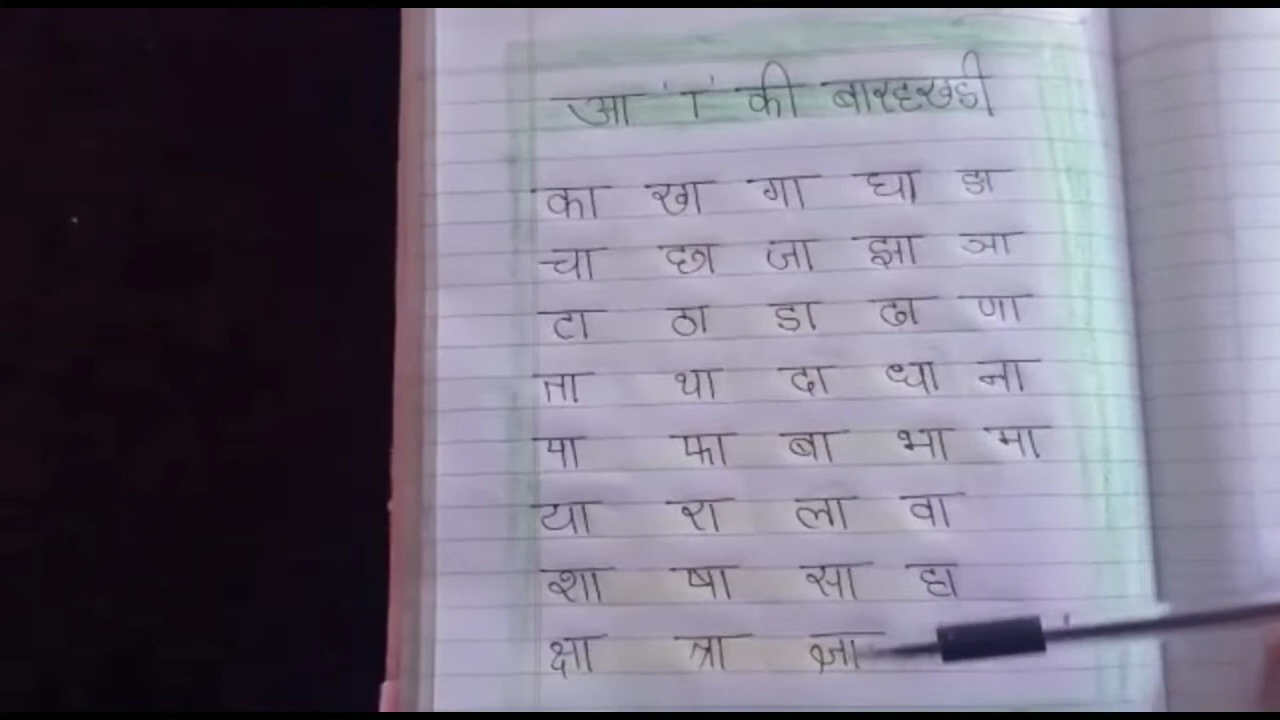 आ ा की बारहखडी
का खा गा घा ङा
चा छा जा झा ञा
टा ठा डा ढा णा
ता था दा धा ना
पा फा बा भा मा
या रा ला वा
शा षा सा हा
क्षा त्रा ज्ञा